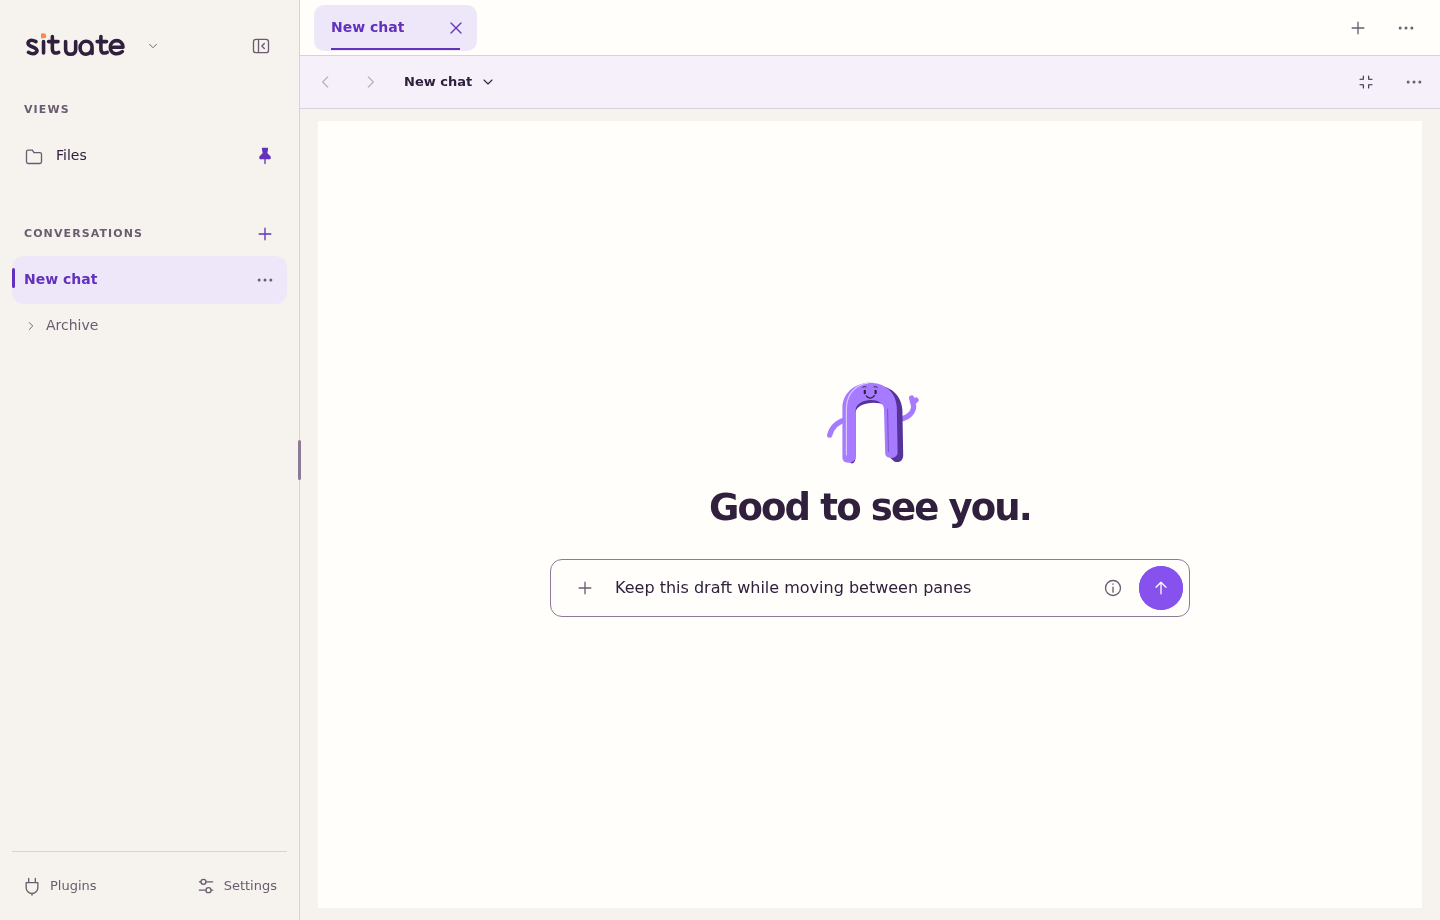 situate
VIEWS
Files
CONVERSATIONS
New chat
Archive
Plugins
Settings
New chat
New chat
Good to see you.
Keep this draft while moving between panes